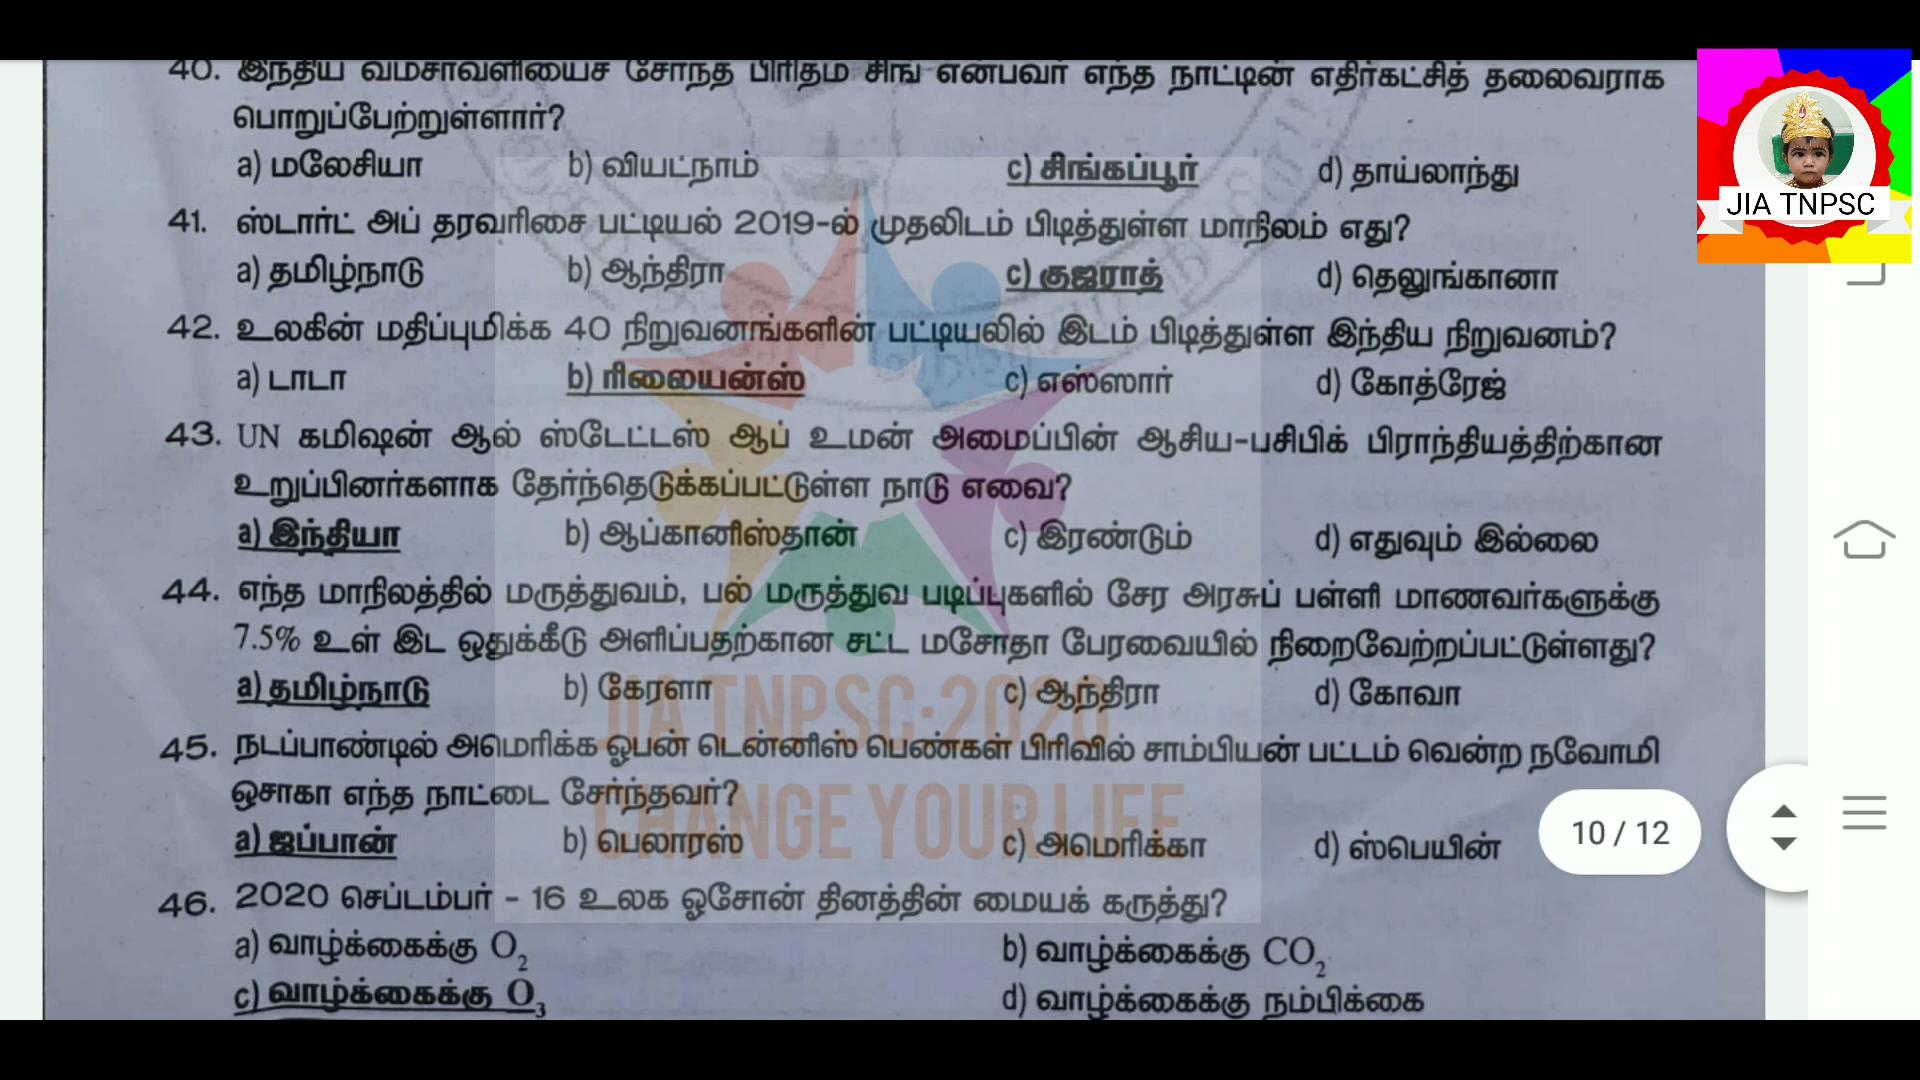 40. இந்திய வம்சாவளியைச் சேர்ந்த பிரிதம் சிங் என்பவர் எந்த நாட்டின் எதிர்கட்சித் தலைவராக
பொறுப்பேற்றுள்ளார்?
a) மலேசியா b) வியட்நாம் c) சிங்கப்பூர் d) தாய்லாந்து
JIA TNPSC
41. ஸ்டார்ட் அப் தரவரிசை பட்டியல் 2019-ல் முதலிடம் பிடித்துள்ள மாநிலம் எது?
a) தமிழ்நாடு b) ஆந்திரா c) குஜராத் d) தெலுங்கானா
42. உலகின் மதிப்புமிக்க 40 நிறுவனங்களின் பட்டியலில் இடம் பிடித்துள்ள இந்திய நிறுவனம்?
a) டாடா b) ரிலையன்ஸ் c) எஸ்ஸார் d) கோத்ரேஜ்
43. UN கமிஷன் ஆல் ஸ்டேட்டஸ் ஆப் உமன் அமைப்பின் ஆசிய-பசிபிக் பிராந்தியத்திற்கான
உறுப்பினர்களாக தேர்ந்தெடுக்கப்பட்டுள்ள நாடு எவை?
a) இந்தியா b) ஆப்கானிஸ்தான் c) இரண்டும் d) எதுவும் இல்லை
44. எந்த மாநிலத்தில் மருத்துவம், பல் மருத்துவ படிப்புகளில் சேர அரசுப் பள்ளி மாணவர்களுக்கு
7.5% உள் இட ஒதுக்கீடு அளிப்பதற்கான சட்ட மசோதா பேரவையில் நிறைவேற்றப்பட்டுள்ளது?
a) தமிழ்நாடு b) கேரளா c) ஆந்திரா d) கோவா
JIA TNPSC:2020
45. நடப்பாண்டில் அமெரிக்க ஓபன் டென்னிஸ் பெண்கள் பிரிவில் சாம்பியன் பட்டம் வென்ற நவோமி
ஒசாகா எந்த நாட்டை சேர்ந்தவர்?
CHANGE YOUR LIFE
a) ஜப்பான் b) பெலாரஸ் c) அமெரிக்கா d) ஸ்பெயின்
10 / 12
46. 2020 செப்டம்பர் - 16 உலக ஓசோன் தினத்தின் மையக் கருத்து?
a) வாழ்க்கைக்கு O₂ b) வாழ்க்கைக்கு CO₂
c) வாழ்க்கைக்கு O₃ d) வாழ்க்கைக்கு நம்பிக்கை